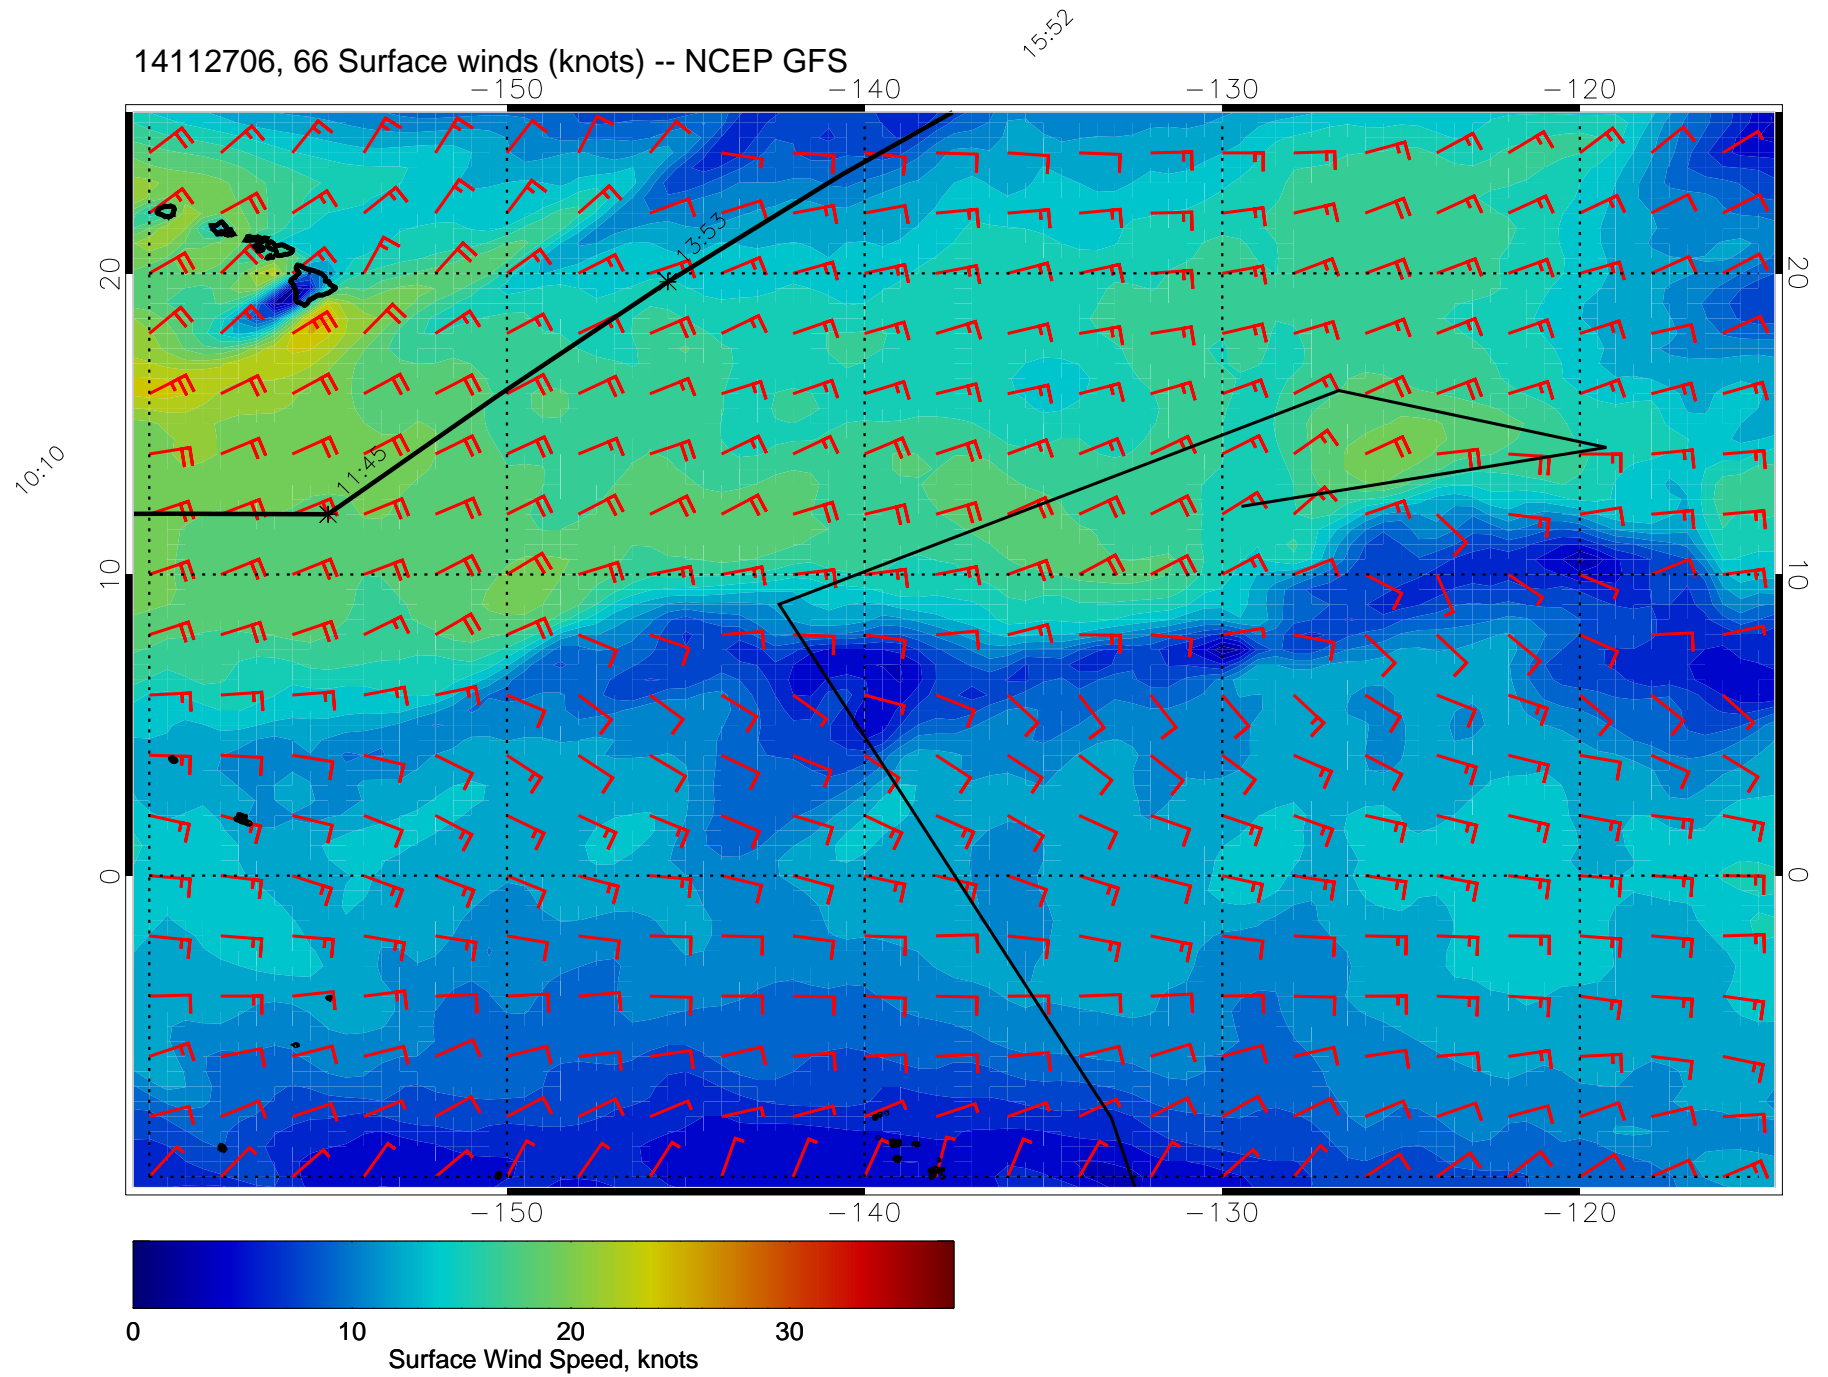 15:52
14112706, 66 Surface winds (knots) -- NCEP GFS
-150 -140 -130 -120
13:53
20 20
10:10
11:45
10 10
0 0
-150 -140 -130 -120
0 10 20 30
Surface Wind Speed, knots